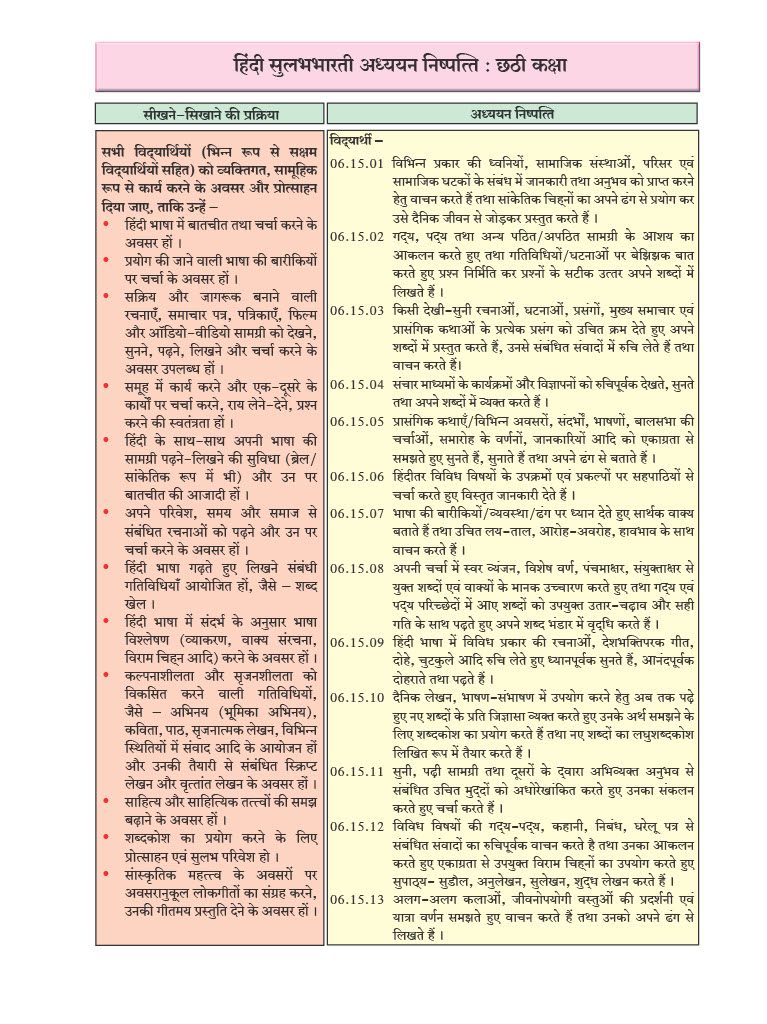 हिंदी सुलभभारती अध्ययन निष्पत्ति : छठी कक्षा
सीखने-सिखाने की प्रक्रिया
सभी विद्यार्थियों (भिन्न रूप से सक्षम
विद्यार्थियों सहित) को व्यक्तिगत, सामूहिक
रूप से कार्य करने के अवसर और प्रोत्साहन
दिया जाए, ताकि उन्हें –
• हिंदी भाषा में बातचीत तथा चर्चा करने के
अवसर हों ।
• प्रयोग की जाने वाली भाषा की बारीकियों
पर चर्चा के अवसर हों ।
• सक्रिय और जागरूक बनाने वाली
रचनाएँ, समाचार पत्र, पत्रिकाएँ, फिल्म
और ऑडियो-वीडियो सामग्री को देखने,
सुनने, पढ़ने, लिखने और चर्चा करने के
अवसर उपलब्ध हों ।
• समूह में कार्य करने और एक-दूसरे के
कार्यों पर चर्चा करने, राय लेने-देने, प्रश्न
करने की स्वतंत्रता हों ।
• हिंदी के साथ-साथ अपनी भाषा की
सामग्री पढ़ने-लिखने की सुविधा (ब्रेल/
सांकेतिक रूप में भी) और उन पर
बातचीत की आजादी हों ।
• अपने परिवेश, समय और समाज से
संबंधित रचनाओं को पढ़ने और उन पर
चर्चा करने के अवसर हों ।
• हिंदी भाषा गढ़ते हुए लिखने संबंधी
गतिविधियाँ आयोजित हों, जैसे – शब्द
खेल ।
• हिंदी भाषा में संदर्भ के अनुसार भाषा
विश्लेषण (व्याकरण, वाक्य संरचना,
विराम चिह्न आदि) करने के अवसर हों ।
• कल्पनाशीलता और सृजनशीलता को
विकसित करने वाली गतिविधियों,
जैसे – अभिनय (भूमिका अभिनय),
कविता, पाठ, सृजनात्मक लेखन, विभिन्न
स्थितियों में संवाद आदि के आयोजन हों
और उनकी तैयारी से संबंधित स्क्रिप्ट
लेखन और वृत्तांत लेखन के अवसर हों ।
• साहित्य और साहित्यिक तत्त्वों की समझ
बढ़ाने के अवसर हों ।
• शब्दकोश का प्रयोग करने के लिए
प्रोत्साहन एवं सुलभ परिवेश हो ।
• सांस्कृतिक महत्त्व के अवसरों पर
अवसरानुकूल लोकगीतों का संग्रह करने,
उनकी गीतमय प्रस्तुति देने के अवसर हों ।
अध्ययन निष्पत्ति
विद्यार्थी –
06.15.01 विभिन्न प्रकार की ध्वनियों, सामाजिक संस्थाओं, परिसर एवं
सामाजिक घटकों के संबंध में जानकारी तथा अनुभव को प्राप्त करने
हेतु वाचन करते हैं तथा सांकेतिक चिह्नों का अपने ढंग से प्रयोग कर
उसे दैनिक जीवन से जोड़कर प्रस्तुत करते हैं ।
06.15.02 गद्य, पद्य तथा अन्य पठित/अपठित सामग्री के आशय का
आकलन करते हुए तथा गतिविधियों/घटनाओं पर बेझिझक बात
करते हुए प्रश्न निर्मिति कर प्रश्नों के सटीक उत्तर अपने शब्दों में
लिखते हैं ।
06.15.03 किसी देखी-सुनी रचनाओं, घटनाओं, प्रसंगों, मुख्य समाचार एवं
प्रासंगिक कथाओं के प्रत्येक प्रसंग को उचित क्रम देते हुए अपने
शब्दों में प्रस्तुत करते हैं, उनसे संबंधित संवादों में रुचि लेते हैं तथा
वाचन करते हैं।
06.15.04 संचार माध्यमों के कार्यक्रमों और विज्ञापनों को रुचिपूर्वक देखते, सुनते
तथा अपने शब्दों में व्यक्त करते हैं ।
06.15.05 प्रासंगिक कथाएँ/विभिन्न अवसरों, संदर्भों, भाषणों, बालसभा की
चर्चाओं, समारोह के वर्णनों, जानकारियों आदि को एकाग्रता से
समझते हुए सुनते हैं, सुनाते हैं तथा अपने ढंग से बताते हैं ।
06.15.06 हिंदीतर विविध विषयों के उपक्रमों एवं प्रकल्पों पर सहपाठियों से
चर्चा करते हुए विस्तृत जानकारी देते हैं ।
06.15.07 भाषा की बारीकियों/व्यवस्था/ढंग पर ध्यान देते हुए सार्थक वाक्य
बताते हैं तथा उचित लय-ताल, आरोह-अवरोह, हावभाव के साथ
वाचन करते हैं ।
06.15.08 अपनी चर्चा में स्वर व्यंजन, विशेष वर्ण, पंचमाक्षर, संयुक्ताक्षर से
युक्त शब्दों एवं वाक्यों के मानक उच्चारण करते हुए तथा गद्य एवं
पद्य परिच्छेदों में आए शब्दों को उपयुक्त उतार-चढ़ाव और सही
गति के साथ पढ़ते हुए अपने शब्द भंडार में वृद्धि करते हैं ।
06.15.09 हिंदी भाषा में विविध प्रकार की रचनाओं, देशभक्तिपरक गीत,
दोहे, चुटकुले आदि रुचि लेते हुए ध्यानपूर्वक सुनते हैं, आनंदपूर्वक
दोहराते तथा पढ़ते हैं ।
06.15.10 दैनिक लेखन, भाषण-संभाषण में उपयोग करने हेतु अब तक पढ़े
हुए नए शब्दों के प्रति जिज्ञासा व्यक्त करते हुए उनके अर्थ समझने के
लिए शब्दकोश का प्रयोग करते हैं तथा नए शब्दों का लघुशब्दकोश
लिखित रूप में तैयार करते हैं ।
06.15.11 सुनी, पढ़ी सामग्री तथा दूसरों के द्वारा अभिव्यक्त अनुभव से
संबंधित उचित मुद्दों को अधोरेखांकित करते हुए उनका संकलन
करते हुए चर्चा करते हैं ।
06.15.12 विविध विषयों की गद्य-पद्य, कहानी, निबंध, घरेलू पत्र से
संबंधित संवादों का रुचिपूर्वक वाचन करते है तथा उनका आकलन
करते हुए एकाग्रता से उपयुक्त विराम चिह्नों का उपयोग करते हुए
सुपाठ्य- सुडौल, अनुलेखन, सुलेखन, शुद्ध लेखन करते हैं ।
06.15.13 अलग-अलग कलाओं, जीवनोपयोगी वस्तुओं की प्रदर्शनी एवं
यात्रा वर्णन समझते हुए वाचन करते हैं तथा उनको अपने ढंग से
लिखते हैं ।